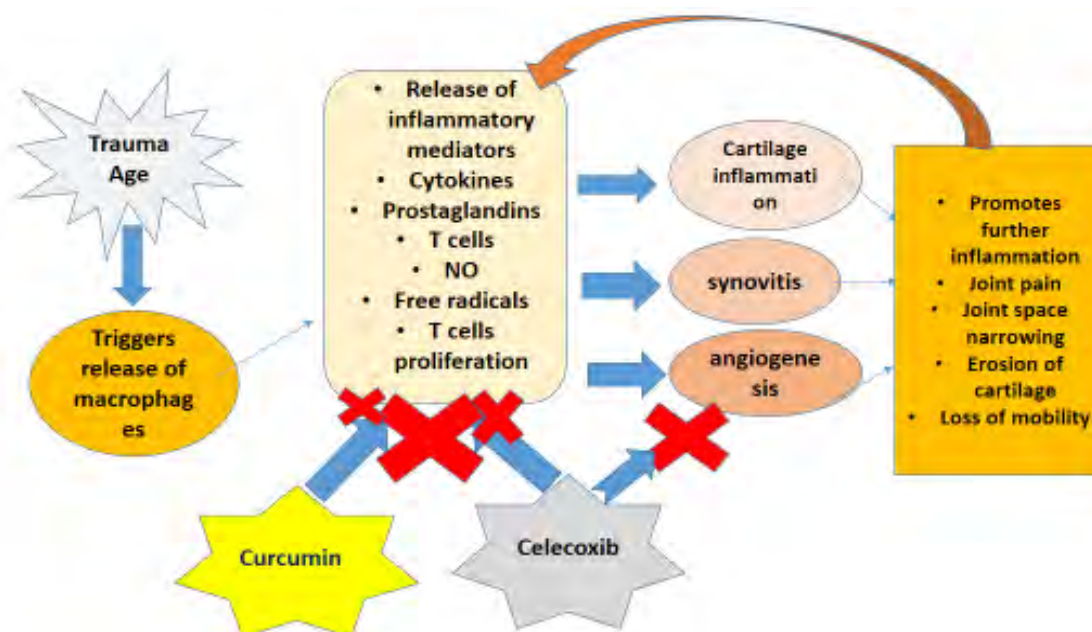 Trauma
Age
Triggers
release of
macrophag
es
• Release of
inflammatory
mediators
• Cytokines
• Prostaglandins
• T cells
• NO
• Free radicals
• T cells
proliferation
Cartilage
inflammati
on
synovitis
angiogene
sis
• Promotes
further
inflammation
• Joint pain
• Joint space
narrowing
• Erosion of
cartilage
• Loss of mobility
Curcumin
Celecoxib